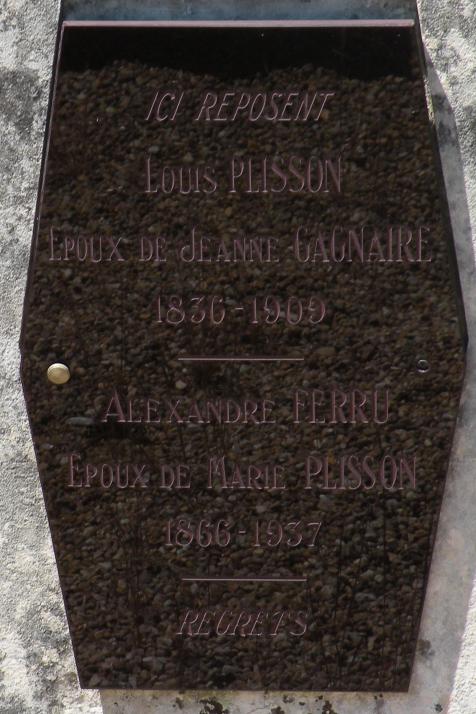 ICI REPOSENT
LOUIS PLISSON
EPOUX DE JEANNE GAGNAIRE
1836-1909
ALEXANDRE FERRU
EPOUX DE MARIE PLISSON
1866-1937
REGRETS